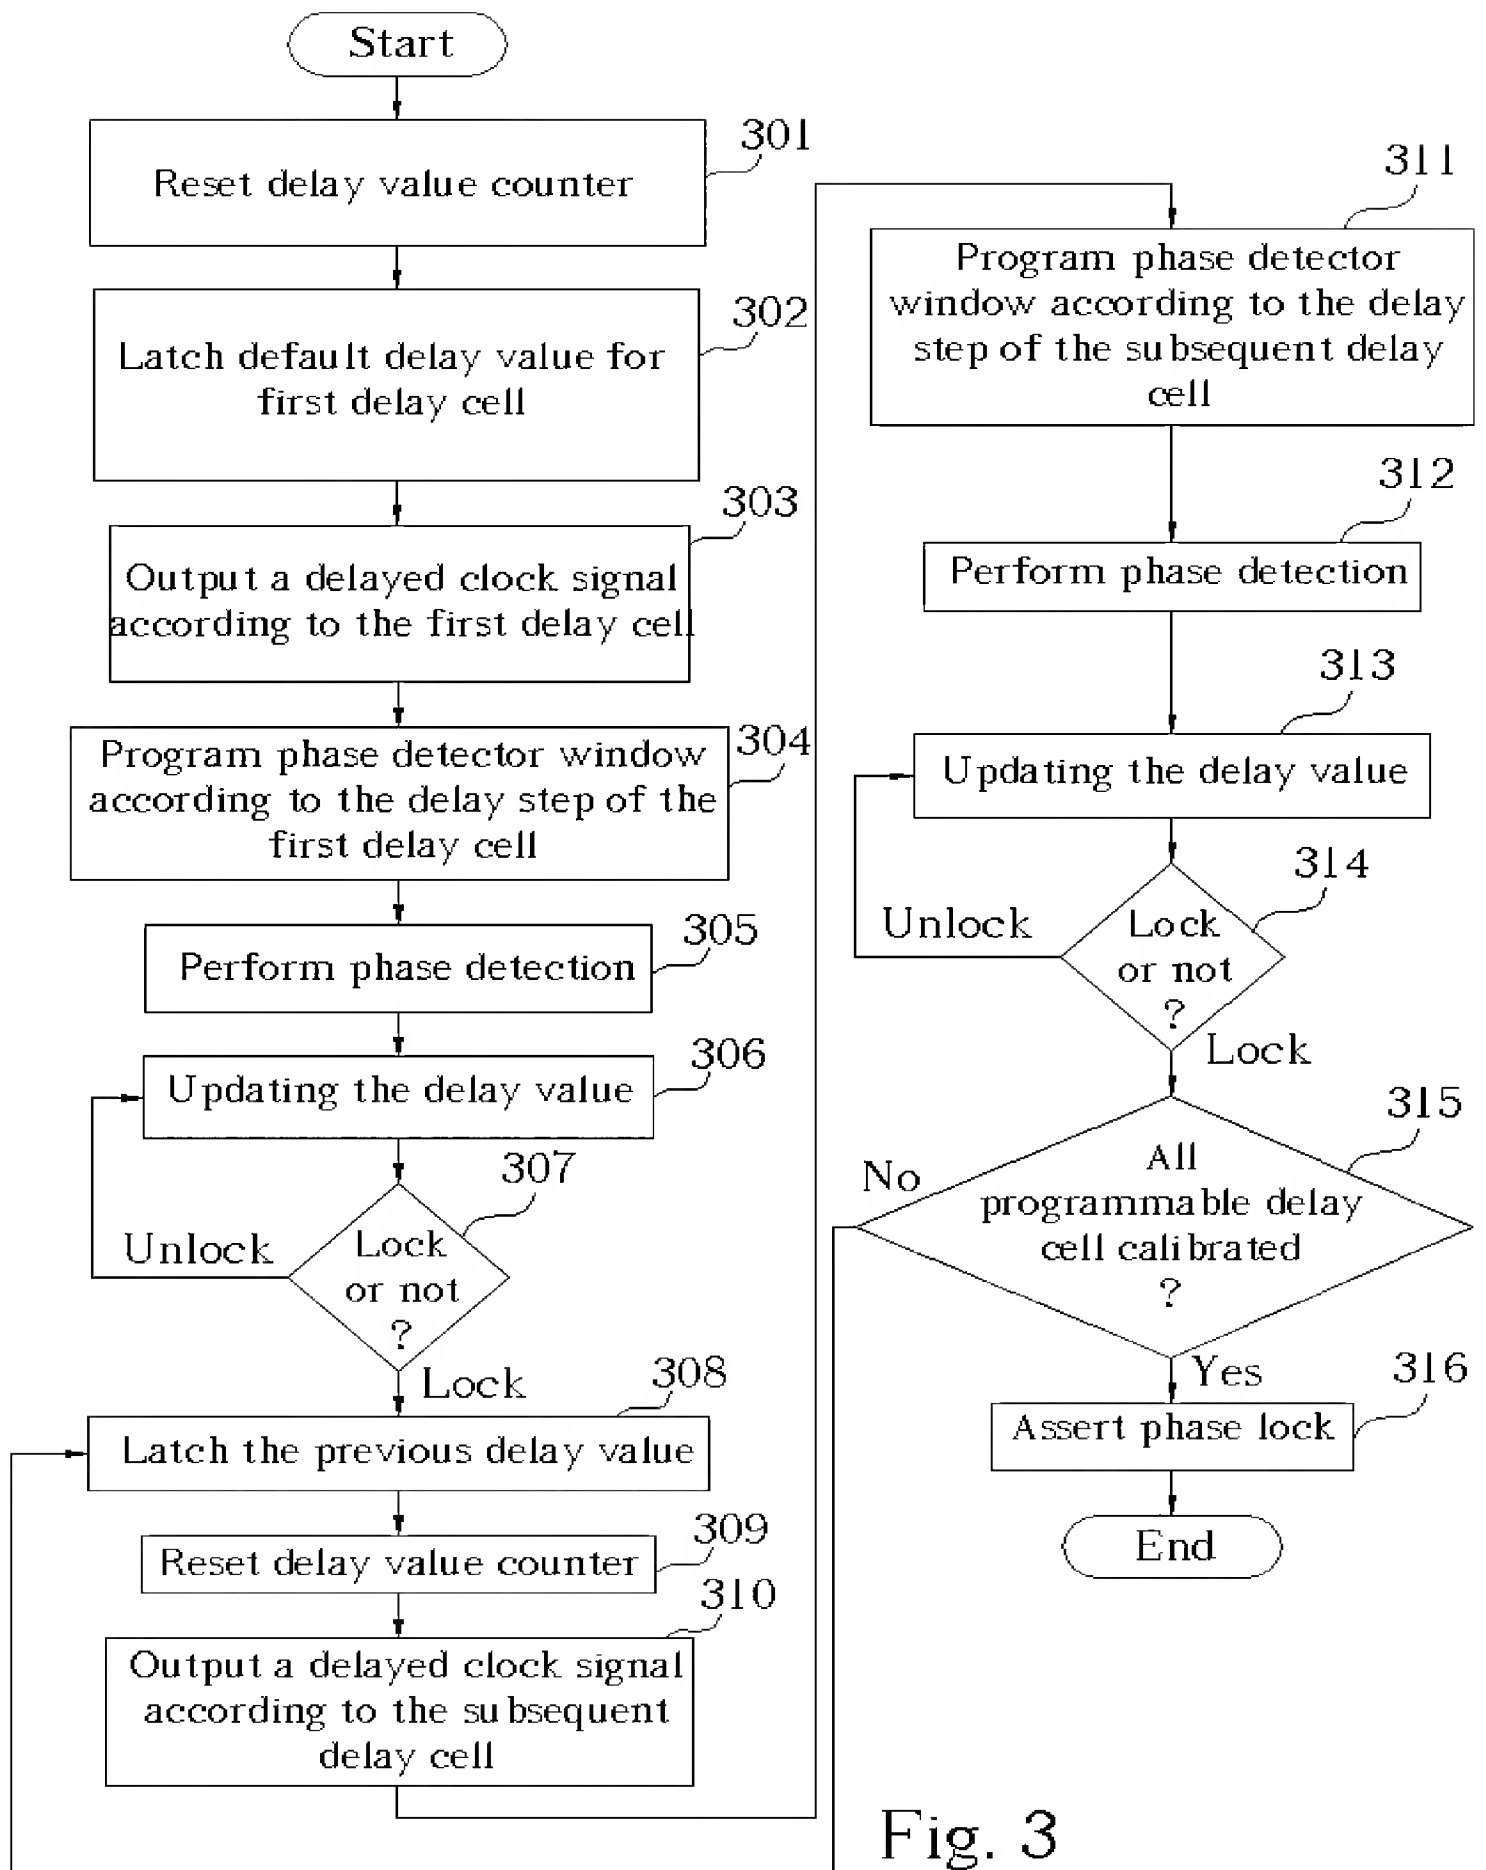 Start
301
Reset delay value counter
302
Latch default delay value for
first delay cell
303
Output a delayed clock signal
according to the first delay cell
304
Program phase detector window
according to the delay step of the
first delay cell
305
Perform phase detection
306
Updating the delay value
307
Unlock
Lock
or not
?
Lock
308
Latch the previous delay value
309
Reset delay value counter
310
Output a delayed clock signal
according to the subsequent
delay cell
311
Program phase detector
window according to the delay
step of the subsequent delay
cell
312
Perform phase detection
313
Updating the delay value
314
Unlock
Lock
or not
?
Lock
315
No
All
programmable delay
cell calibrated
?
Yes
316
Assert phase lock
End
Fig. 3